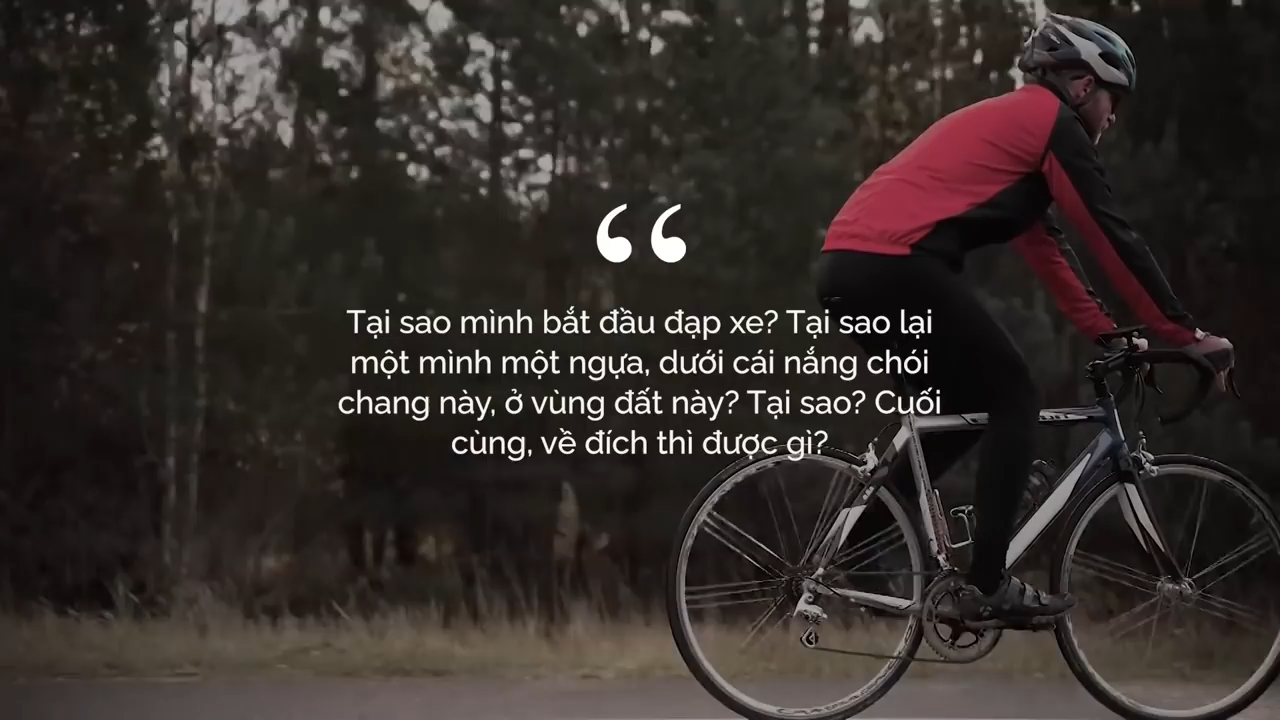 “
Tại sao mình bắt đầu đạp xe? Tại sao lại
một mình một ngựa, dưới cái nắng chói
chang này, ở vùng đất này? Tại sao? Cuối
cùng, về đích thì được gì?